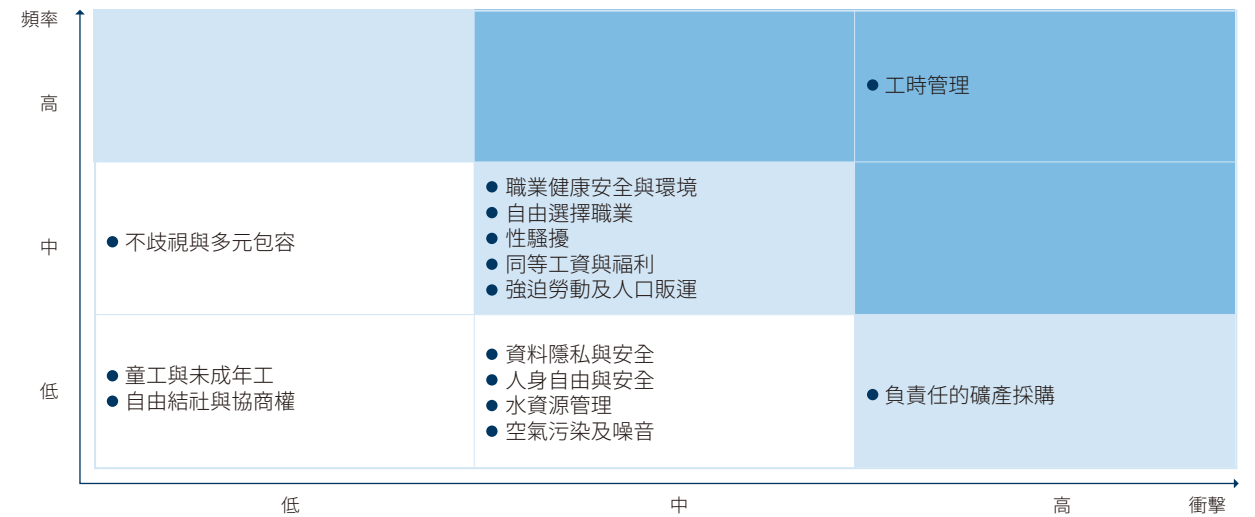 頻率
高
● 工時管理
中
● 不歧視與多元包容
● 職業健康安全與環境
● 自由選擇職業
● 性騷擾
● 同等工資與福利
● 強迫勞動及人口販運
低
● 童工與未成年工
● 自由結社與協商權
● 資料隱私與安全
● 人身自由與安全
● 水資源管理
● 空氣污染及噪音
● 負責任的礦產採購
低
中
高
衝擊